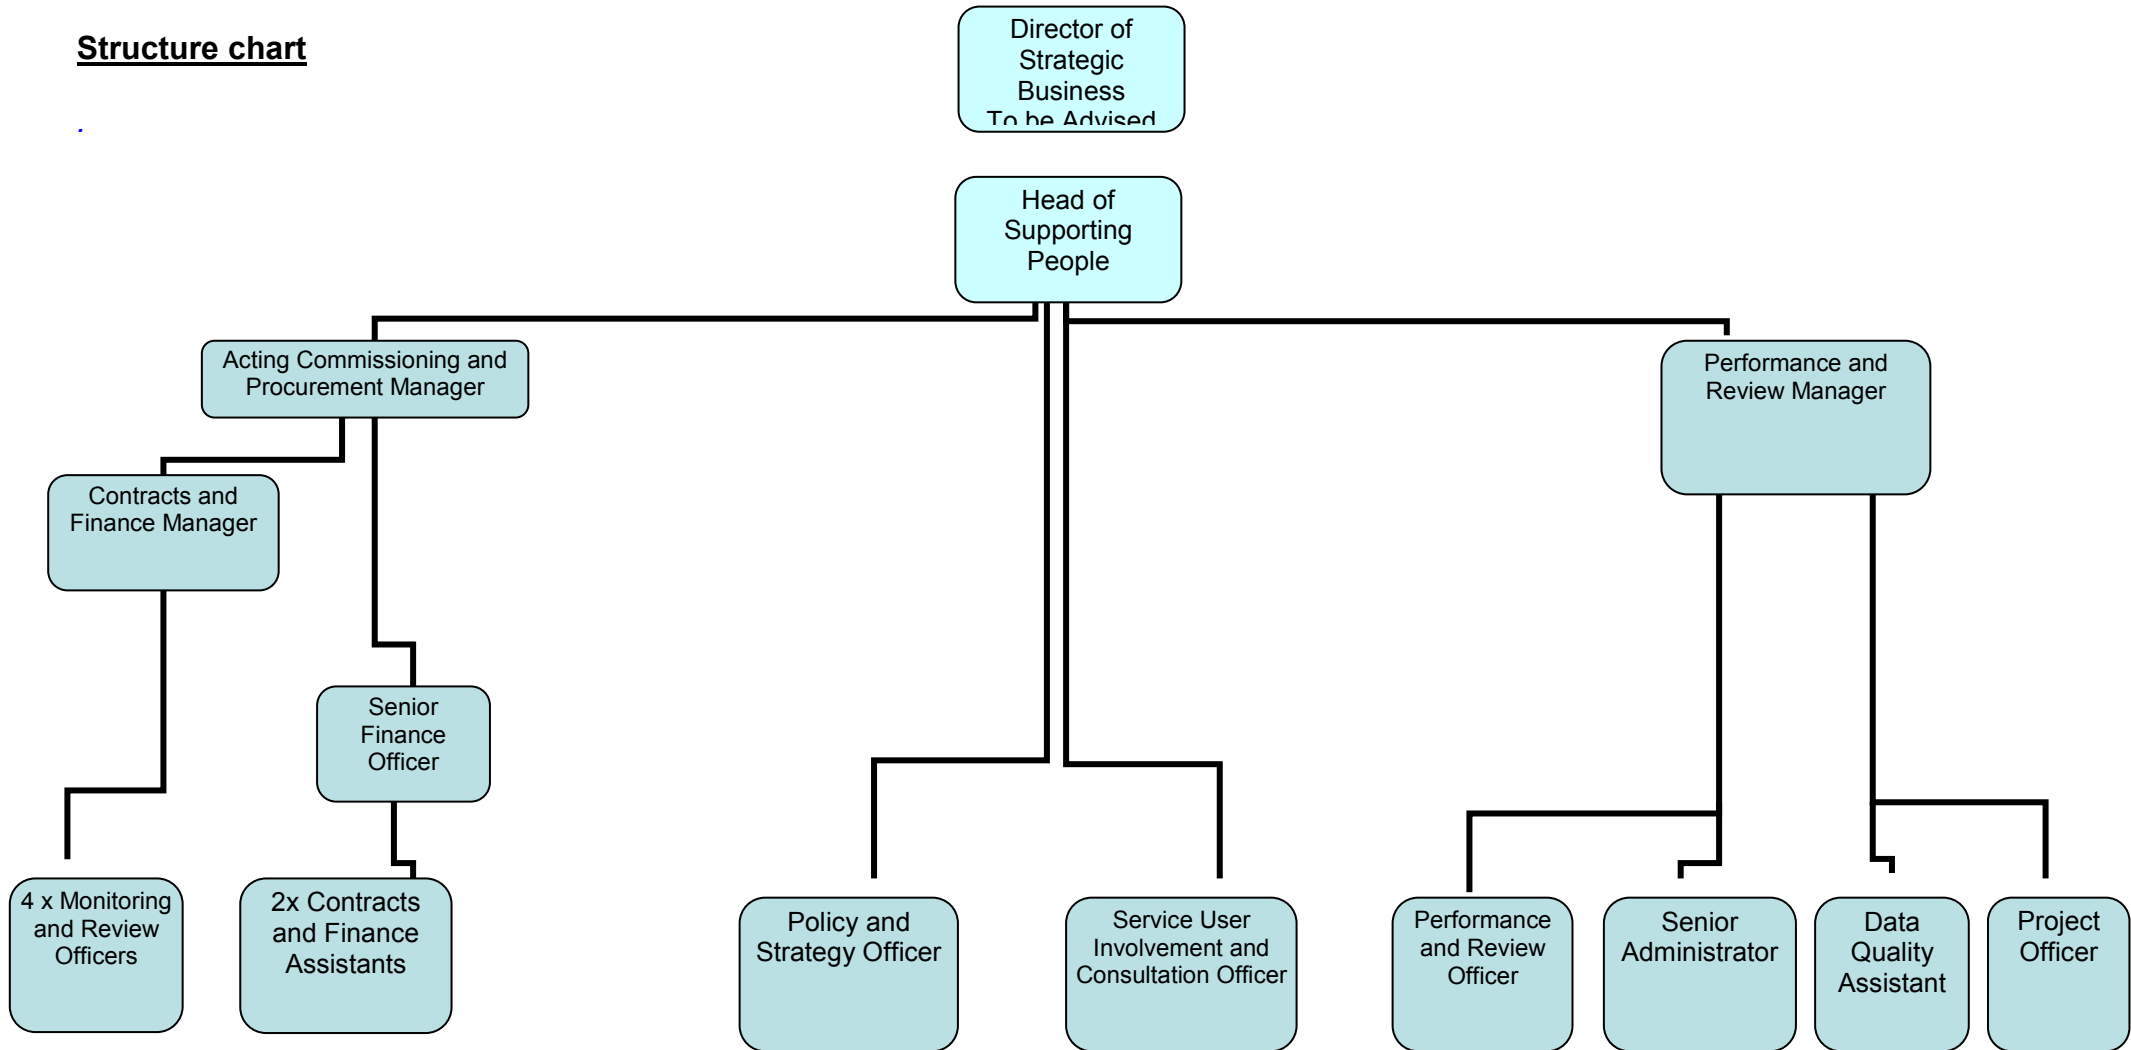 Structure chart
.
Director of
Strategic
Business
To be Advised
Head of
Supporting
People
Acting Commissioning and
Procurement Manager
Performance and
Review Manager
Contracts and
Finance Manager
Senior
Finance
Officer
4 x Monitoring
and Review
Officers
2x Contracts
and Finance
Assistants
Policy and
Strategy Officer
Service User
Involvement and
Consultation Officer
Performance
and Review
Officer
Senior
Administrator
Data
Quality
Assistant
Project
Officer